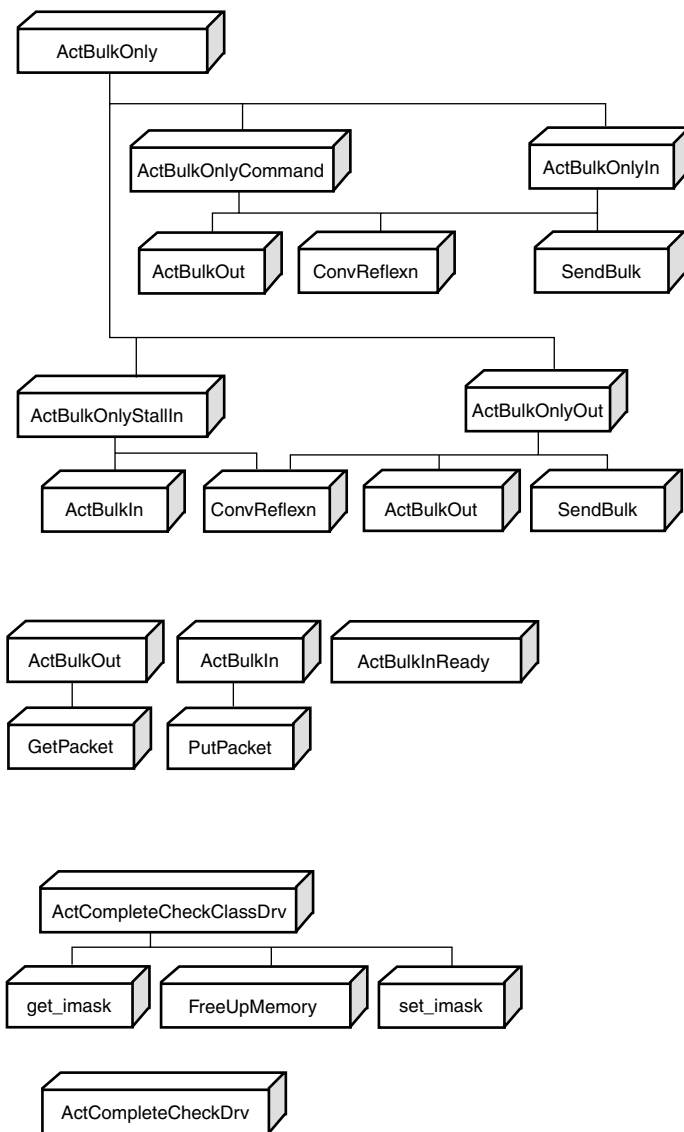 ActBulkOnly
ActBulkOnlyCommand
ActBulkOnlyIn
ActBulkOut
ConvReflexn
SendBulk
ActBulkOnlyStallIn
ActBulkOnlyOut
ActBulkIn
ConvReflexn
ActBulkOut
SendBulk
ActBulkOut
ActBulkIn
ActBulkInReady
GetPacket
PutPacket
ActCompleteCheckClassDrv
get_imask
FreeUpMemory
set_imask
ActCompleteCheckDrv